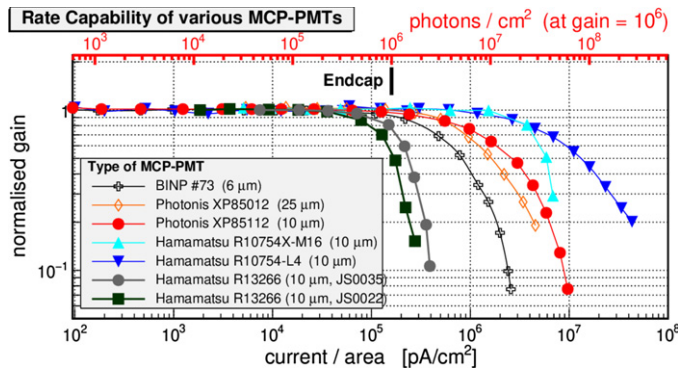 Rate Capability of various MCP-PMTs
photons / cm² (at gain = 10⁶)
10³ 10⁴ 10⁵ 10⁶ 10⁷ 10⁸
Endcap
normalised gain
1
10⁻¹
Type of MCP-PMT
BINP #73 (6 μm)
Photonis XP85012 (25 μm)
Photonis XP85112 (10 μm)
Hamamatsu R10754X-M16 (10 μm)
Hamamatsu R10754-L4 (10 μm)
Hamamatsu R13266 (10 μm, JS0035)
Hamamatsu R13266 (10 μm, JS0022)
10² 10³ 10⁴ 10⁵ 10⁶ 10⁷ 10⁸
current / area [pA/cm²]